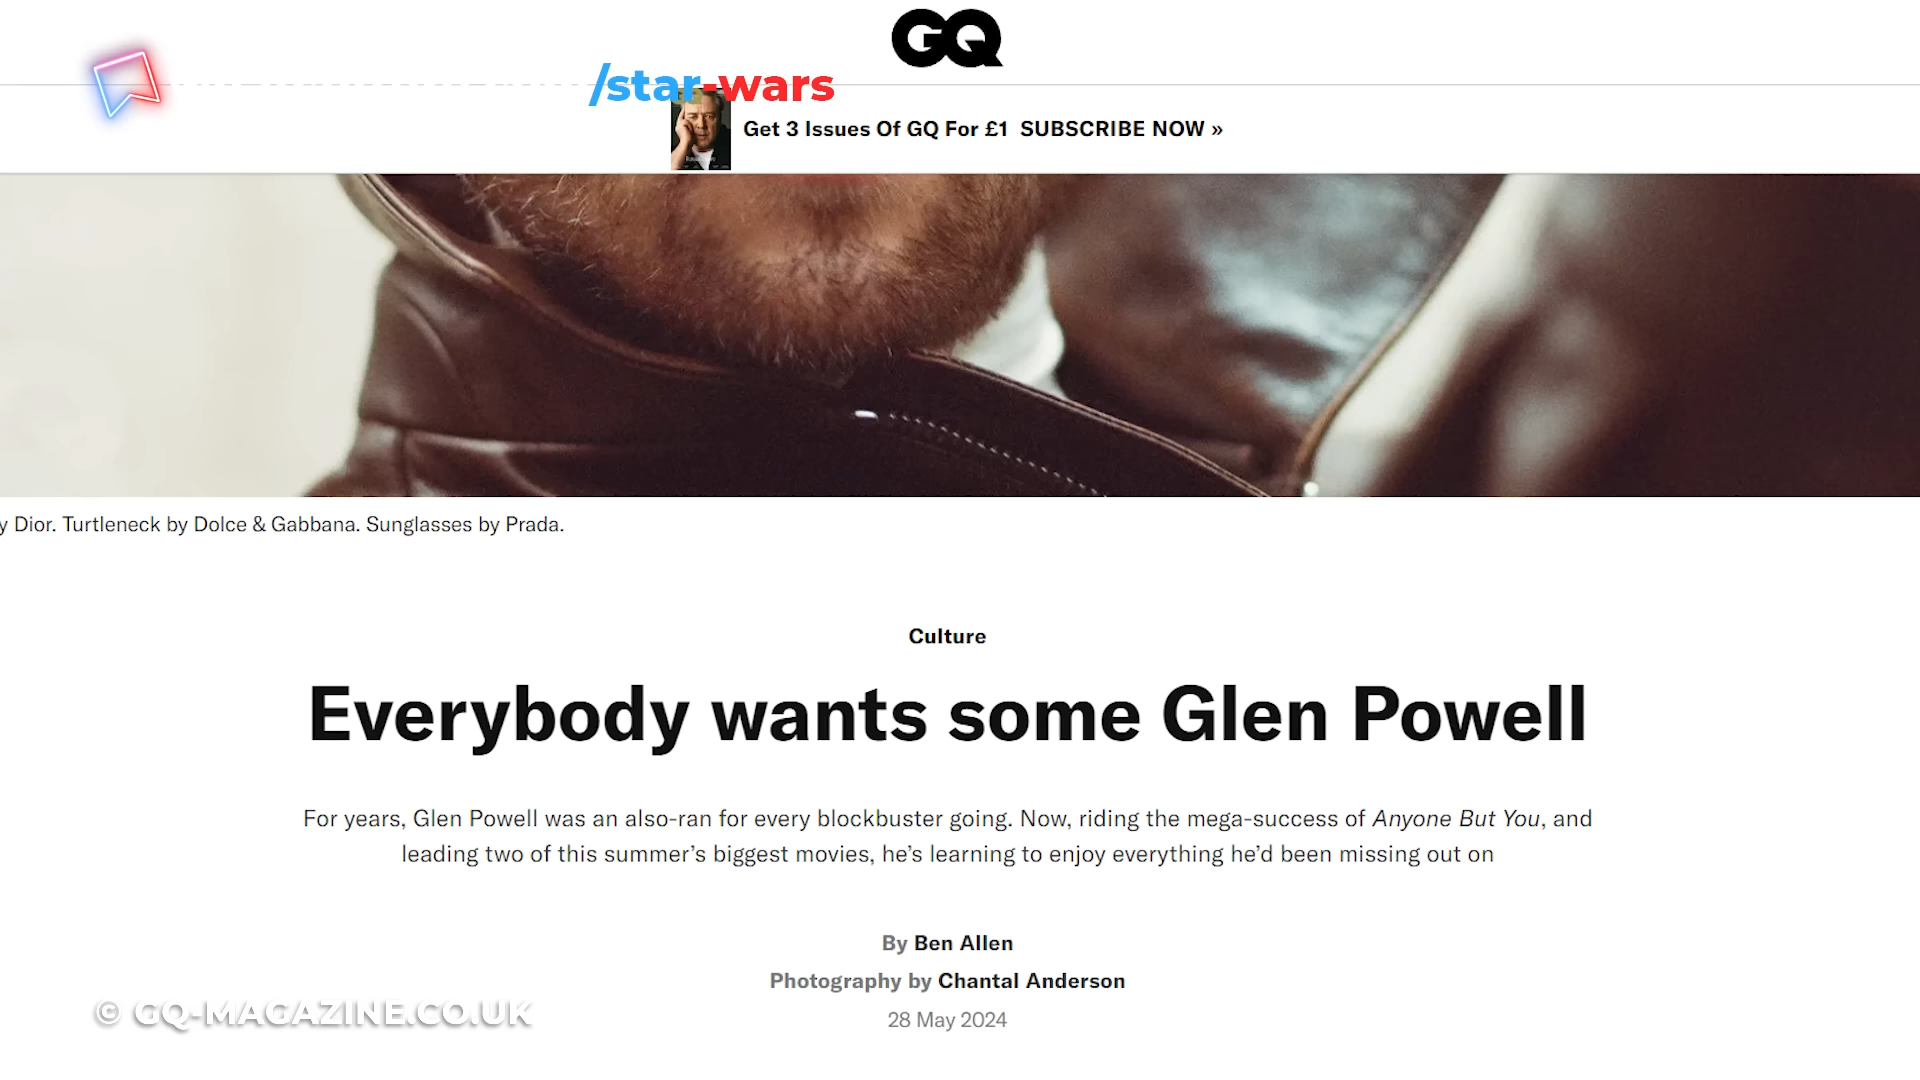 GQ
/star-wars
Get 3 Issues Of GQ For £1 SUBSCRIBE NOW »
y Dior. Turtleneck by Dolce & Gabbana. Sunglasses by Prada.
Culture
Everybody wants some Glen Powell
For years, Glen Powell was an also-ran for every blockbuster going. Now, riding the mega-success of Anyone But You, and
leading two of this summer’s biggest movies, he’s learning to enjoy everything he’d been missing out on
By Ben Allen
Photography by Chantal Anderson
© GQ-MAGAZINE.CO.UK
28 May 2024